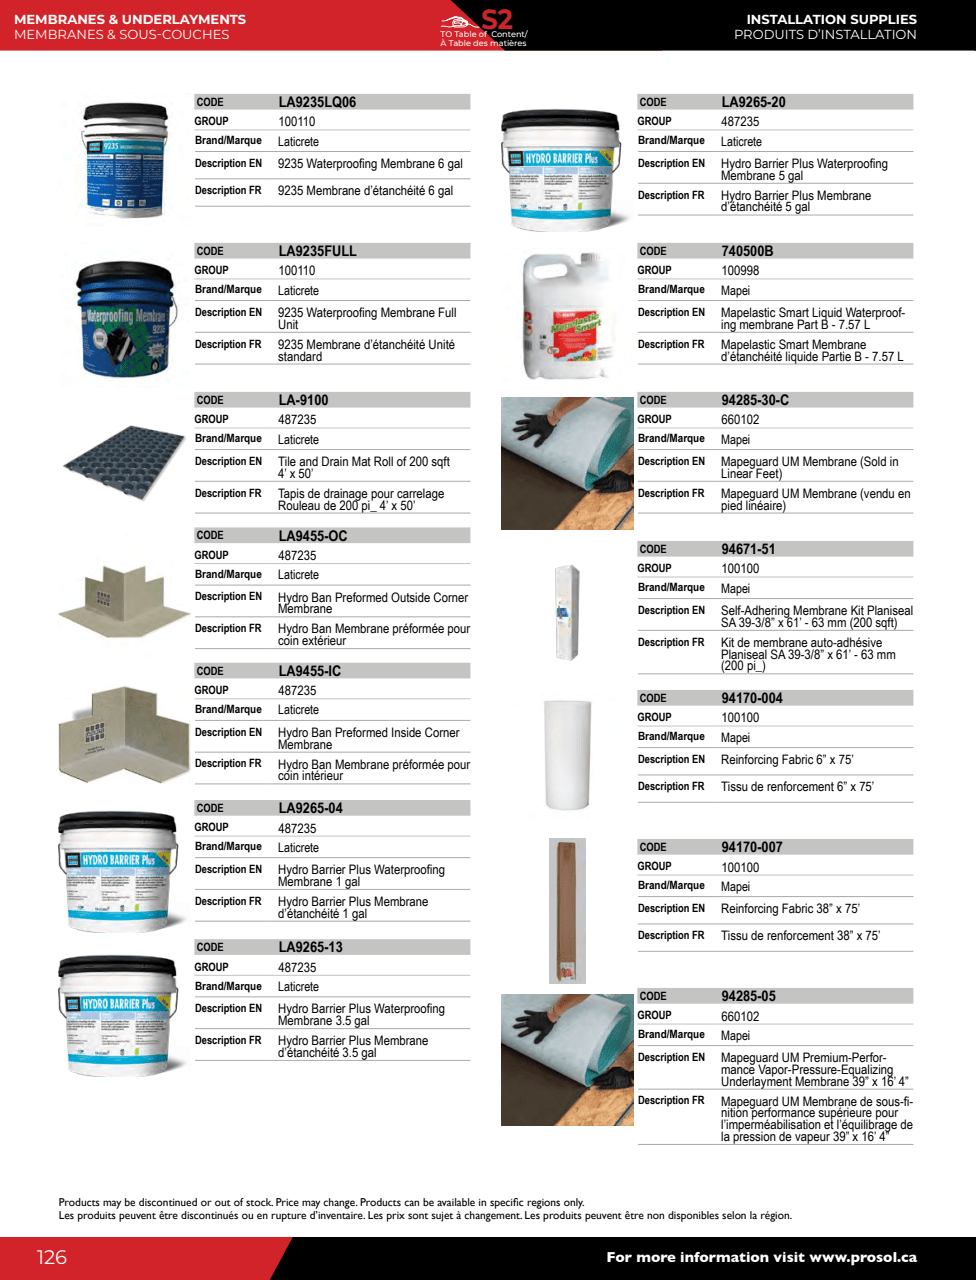 MEMBRANES & UNDERLAYMENTS
MEMBRANES & SOUS-COUCHES
S2
TO Table of Content/
À Table des matières
INSTALLATION SUPPLIES
PRODUITS D'INSTALLATION
CODE LA9235LQ06
GROUP 100110
Brand/Marque Laticrete
Description EN 9235 Waterproofing Membrane 6 gal
Description FR 9235 Membrane d'étanchéité 6 gal
CODE LA9235FULL
GROUP 100110
Brand/Marque Laticrete
Description EN 9235 Waterproofing Membrane Full
Unit
Description FR 9235 Membrane d'étanchéité Unité
standard
Waterproofing Membrane
9235
CODE LA-9100
GROUP 487235
Brand/Marque Laticrete
Description EN Tile and Drain Mat Roll of 200 sqft
4' x 50'
Description FR Tapis de drainage pour carrelage
Rouleau de 200 pi_ 4' x 50'
CODE LA9455-OC
GROUP 487235
Brand/Marque Laticrete
Description EN Hydro Ban Preformed Outside Corner
Membrane
Description FR Hydro Ban Membrane préformée pour
coin extérieur
CODE LA9455-IC
GROUP 487235
Brand/Marque Laticrete
Description EN Hydro Ban Preformed Inside Corner
Membrane
Description FR Hydro Ban Membrane préformée pour
coin intérieur
CODE LA9265-04
GROUP 487235
Brand/Marque Laticrete
Description EN Hydro Barrier Plus Waterproofing
Membrane 1 gal
Description FR Hydro Barrier Plus Membrane
d'étanchéité 1 gal
HYDRO BARRIER Plus
CODE LA9265-13
GROUP 487235
Brand/Marque Laticrete
Description EN Hydro Barrier Plus Waterproofing
Membrane 3.5 gal
Description FR Hydro Barrier Plus Membrane
d'étanchéité 3.5 gal
HYDRO BARRIER Plus
CODE LA9265-20
GROUP 487235
Brand/Marque Laticrete
Description EN Hydro Barrier Plus Waterproofing
Membrane 5 gal
Description FR Hydro Barrier Plus Membrane
d'étanchéité 5 gal
HYDRO BARRIER Plus
CODE 740500B
GROUP 100998
Brand/Marque Mapei
Description EN Mapelastic Smart Liquid Waterproof-
ing membrane Part B - 7.57 L
Description FR Mapelastic Smart Membrane
d'étanchéité liquide Partie B - 7.57 L
Mapelastic
Smart
CODE 94285-30-C
GROUP 660102
Brand/Marque Mapei
Description EN Mapeguard UM Membrane (Sold in
Linear Feet)
Description FR Mapeguard UM Membrane (vendu en
pied linéaire)
CODE 94671-51
GROUP 100100
Brand/Marque Mapei
Description EN Self-Adhering Membrane Kit Planiseal
SA 39-3/8" x 61' - 63 mm (200 sqft)
Description FR Kit de membrane auto-adhésive
Planiseal SA 39-3/8" x 61' - 63 mm
(200 pi_)
CODE 94170-004
GROUP 100100
Brand/Marque Mapei
Description EN Reinforcing Fabric 6" x 75'
Description FR Tissu de renforcement 6" x 75'
CODE 94170-007
GROUP 100100
Brand/Marque Mapei
Description EN Reinforcing Fabric 38" x 75'
Description FR Tissu de renforcement 38" x 75'
CODE 94285-05
GROUP 660102
Brand/Marque Mapei
Description EN Mapeguard UM Premium-Perfor-
mance Vapor-Pressure-Equalizing
Underlayment Membrane 39" x 16' 4"
Description FR Mapeguard UM Membrane de sous-fi-
nition performance supérieure pour
l'imperméabilisation et l'équilibrage de
la pression de vapeur 39" x 16' 4"
Products may be discontinued or out of stock. Price may change. Products can be available in specific regions only.
Les produits peuvent être discontinués ou en rupture d'inventaire. Les prix sont sujet à changement. Les produits peuvent être non disponibles selon la région.
126
For more information visit www.prosol.ca